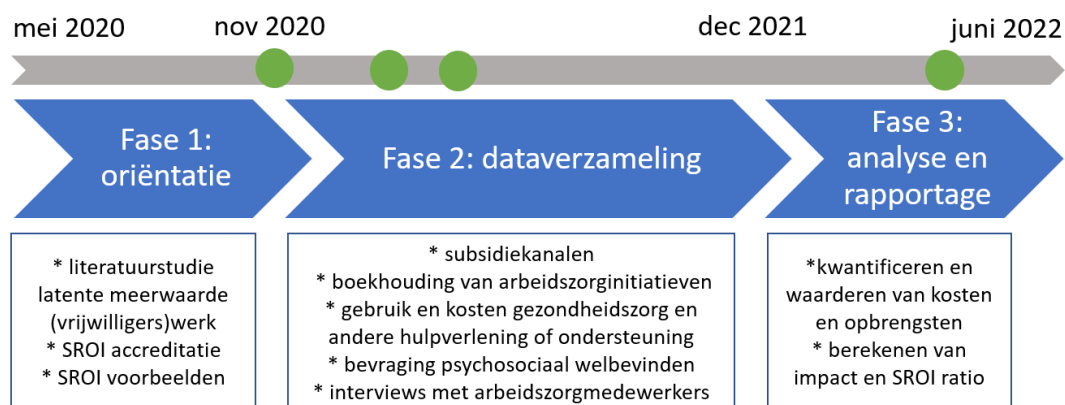 mei 2020
nov 2020
dec 2021
juni 2022
Fase 1:
oriëntatie
Fase 2: dataverzameling
Fase 3:
analyse en
rapportage
* literatuurstudie
latente meerwaarde
(vrijwilligers)werk
* SROI accreditatie
* SROI voorbeelden
* subsidiekanalen
* boekhouding van arbeidszorginitiatieven
* gebruik en kosten gezondheidszorg en
andere hulpverlening of ondersteuning
* bevraging psychosociaal welbevinden
* interviews met arbeidszorgmedewerkers
*kwantificeren en
waarderen van kosten
en opbrengsten
* berekenen van
impact en SROI ratio